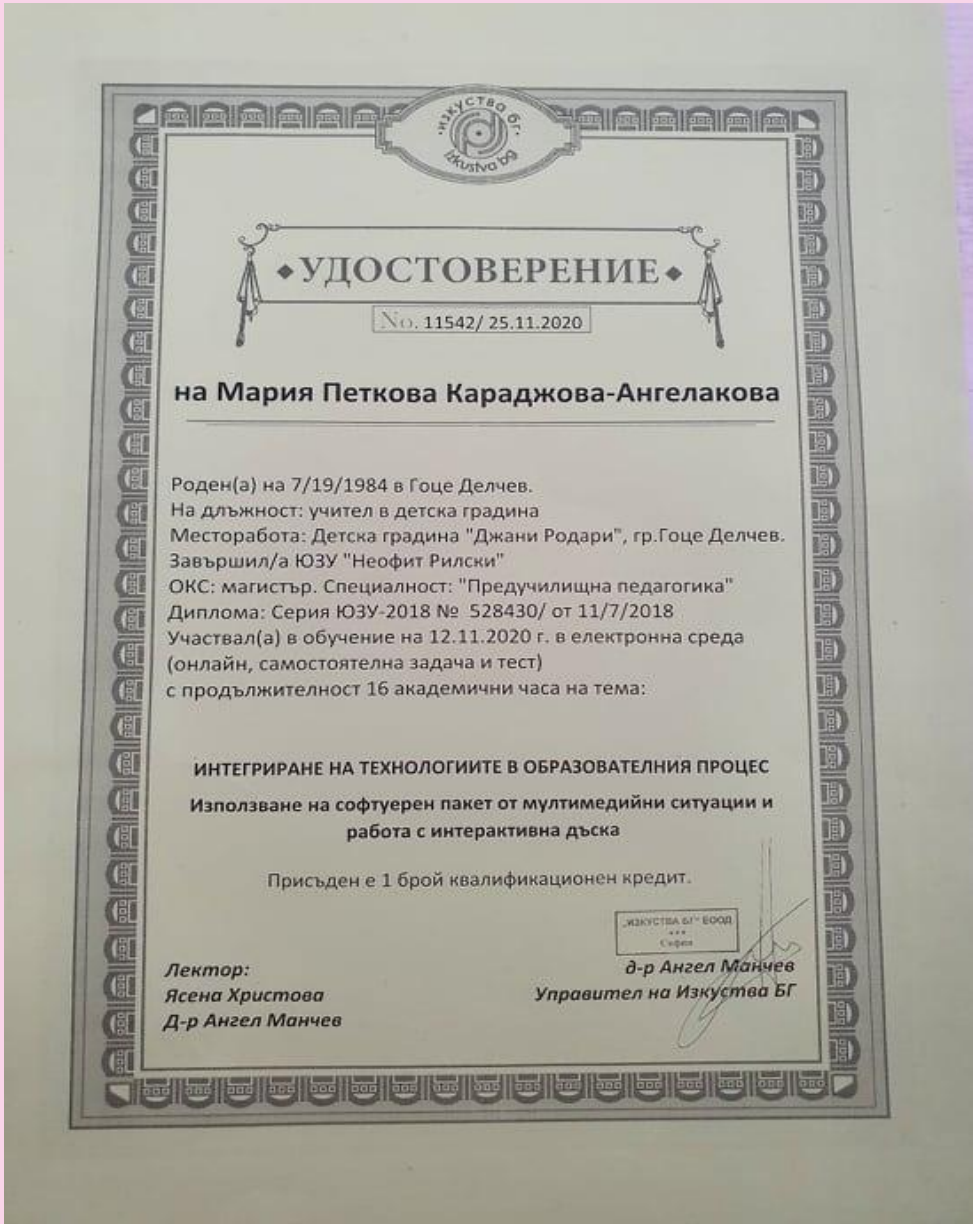 ·изкуства бг·
Izkustva bg
◆УДОСТОВЕРЕНИЕ◆
No. 11542/ 25.11.2020
на Мария Петкова Караджова-Ангелакова
Роден(а) на 7/19/1984 в Гоце Делчев.
На длъжност: учител в детска градина
Месторабота: Детска градина "Джани Родари", гр.Гоце Делчев.
Завършил/а ЮЗУ "Неофит Рилски"
ОКС: магистър. Специалност: "Предучилищна педагогика"
Диплома: Серия ЮЗУ-2018 № 528430/ от 11/7/2018
Участвал(а) в обучение на 12.11.2020 г. в електронна среда
(онлайн, самостоятелна задача и тест)
с продължителност 16 академични часа на тема:
ИНТЕГРИРАНЕ НА ТЕХНОЛОГИИТЕ В ОБРАЗОВАТЕЛНИЯ ПРОЦЕС
Използване на софтуерен пакет от мултимедийни ситуации и
работа с интерактивна дъска
Присъден е 1 брой квалификационен кредит.
„ИЗКУСТВА БГ" ЕООД
***
София
Лектор:
Ясена Христова
Д-р Ангел Манчев
д-р Ангел Манчев
Управител на Изкуства БГ